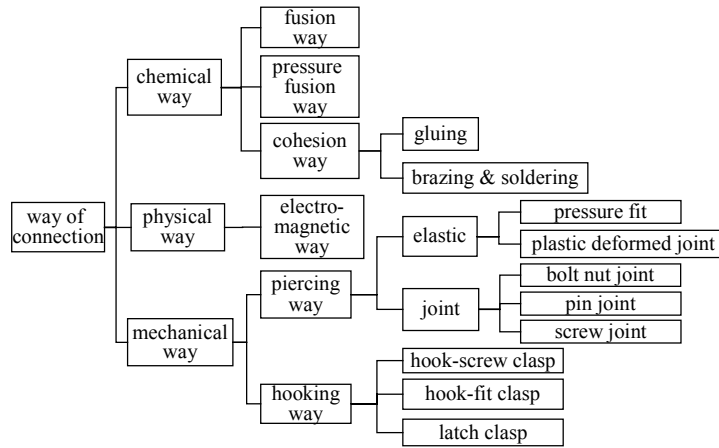 fusion
way
chemical
way
pressure
fusion
way
cohesion
way
gluing
brazing & soldering
way of
connection
physical
way
electro-
magnetic
way
elastic
pressure fit
plastic deformed joint
mechanical
way
piercing
way
joint
bolt nut joint
pin joint
screw joint
hooking
way
hook-screw clasp
hook-fit clasp
latch clasp